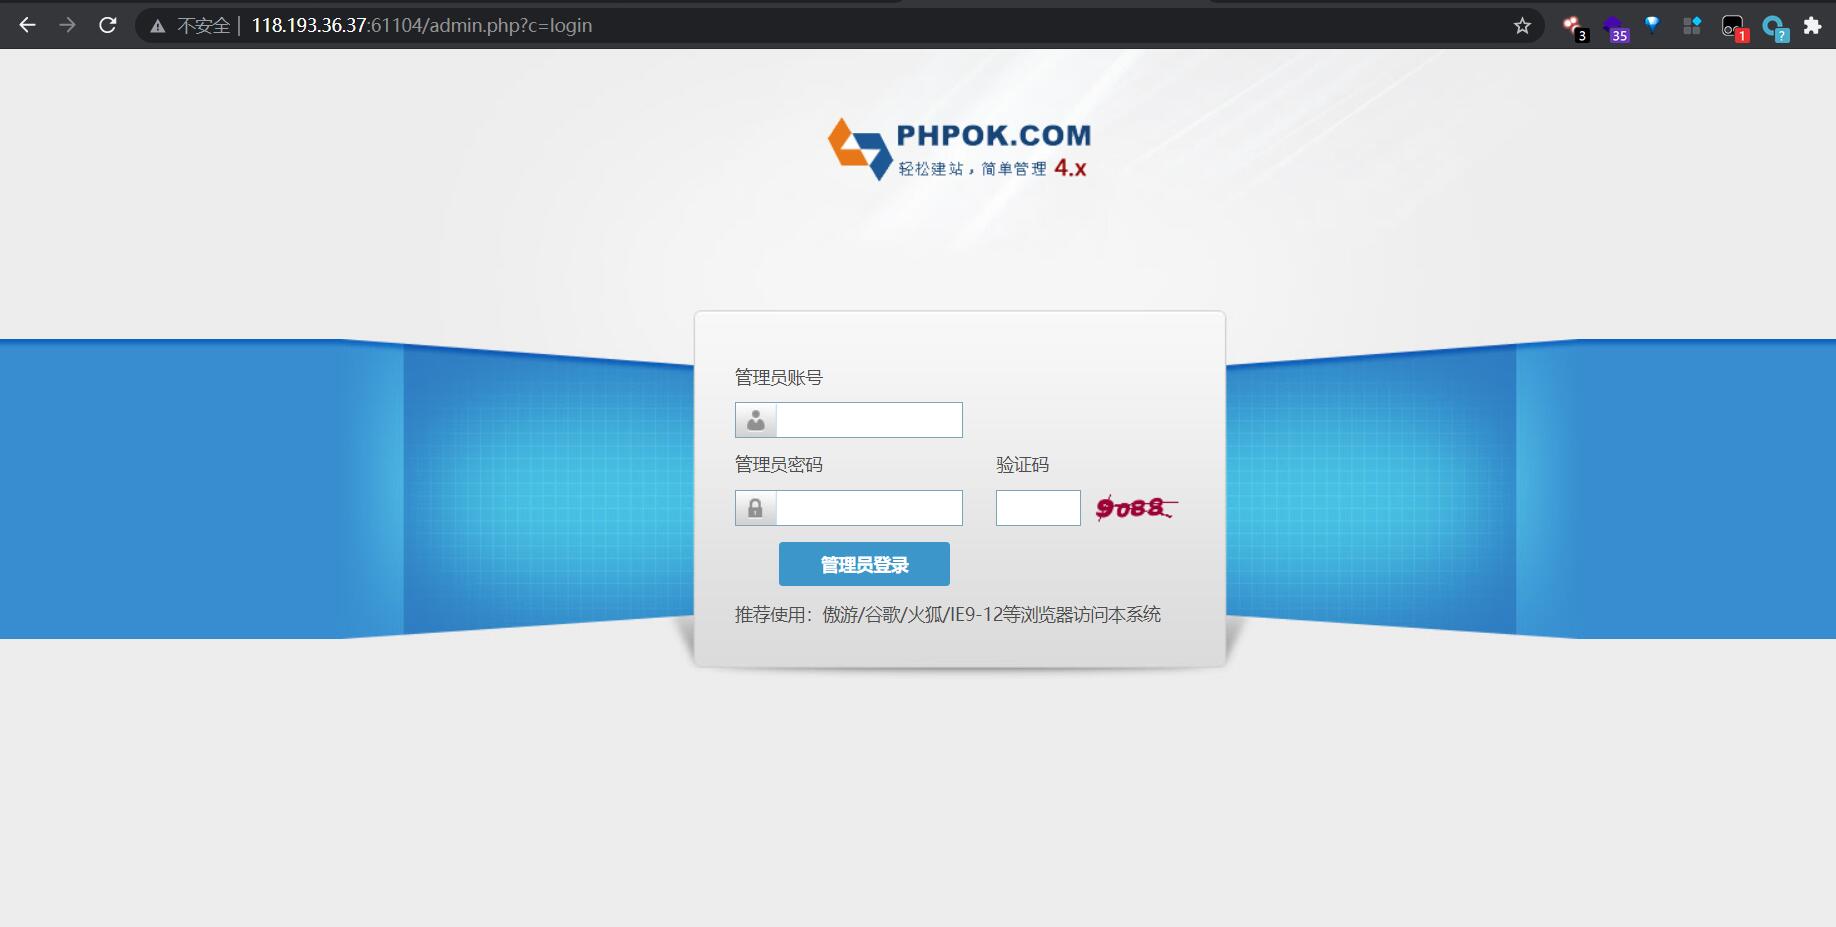 不安全 | 118.193.36.37:61104/admin.php?c=login
3 35 1 ?
PHPOK.COM
轻松建站，简单管理 4.x
管理员账号
管理员密码 验证码
9088
管理员登录
推荐使用：傲游/谷歌/火狐/IE9-12等浏览器访问本系统